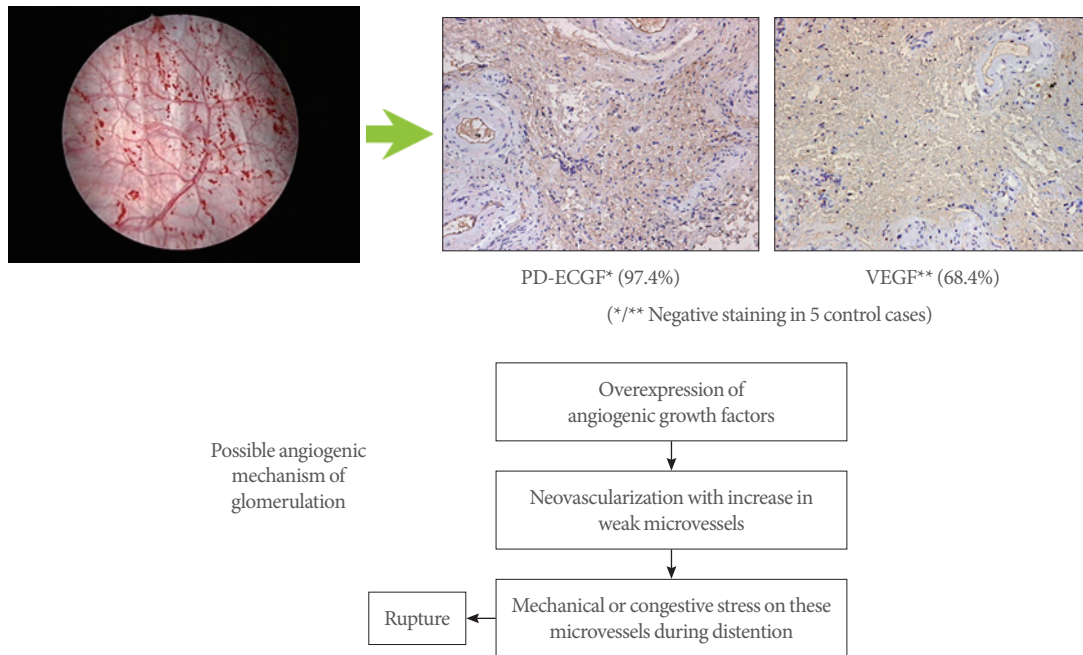 PD-ECGF* (97.4%)
VEGF** (68.4%)
(*/** Negative staining in 5 control cases)
Overexpression of
angiogenic growth factors
Possible angiogenic
mechanism of
glomerulation
Neovascularization with increase in
weak microvessels
Rupture
Mechanical or congestive stress on these
microvessels during distention